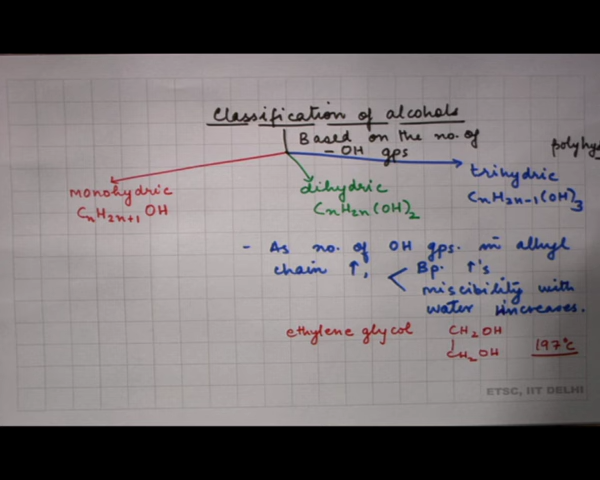 Classification of alcohols
Based on the no. of
- OH gps
polyhy
monohydric
CnH2n+1 OH
dihydric
CnH2n(OH)2
trihydric
CnH2n-1(OH)3
- As no. of OH gps. in alkyl
chain ↑,
Bp. ↑'s
miscibility with
water increases.
ethylene glycol
CH2OH
CH2OH
197°C
ETSC, IIT DELHI